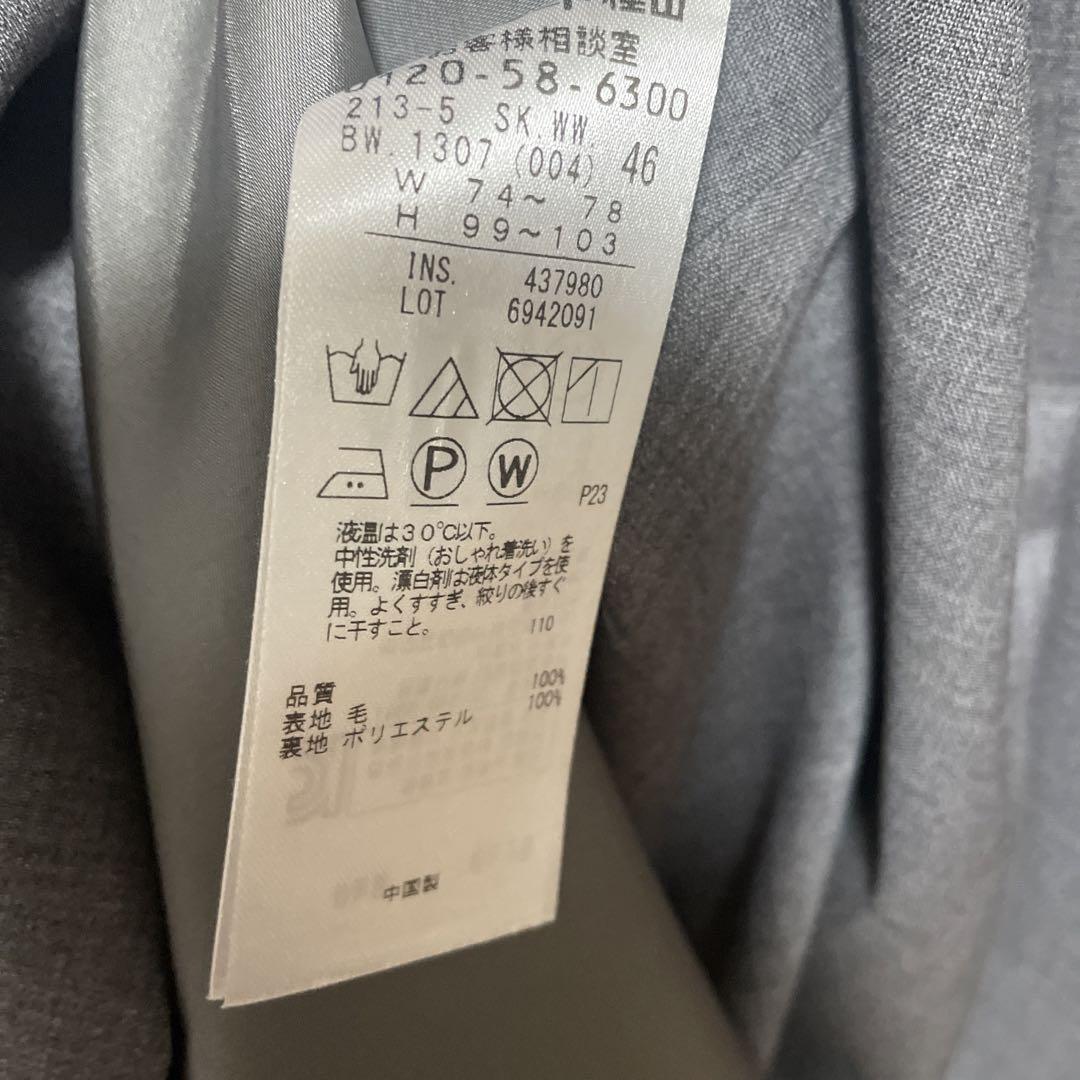 お客様相談室
0120-58-6300
213-5 SK.WW.
BW.1307 (004) 46
W 74～ 78
H 99～103
INS. 437980
LOT 6942091
P W
P23
液温は30℃以下。
中性洗剤（おしゃれ着洗い）を
使用。漂白剤は液体タイプを使
用。よくすすぎ、絞りの後すぐ
に干すこと。 110
品質
表地 毛 100%
裏地 ポリエステル 100%
中国製